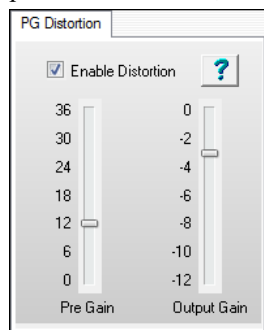 PG Distortion
Enable Distortion ?
36 0
30 -2
24 -4
18 -6
12 -8
6 -10
0 -12
Pre Gain Output Gain